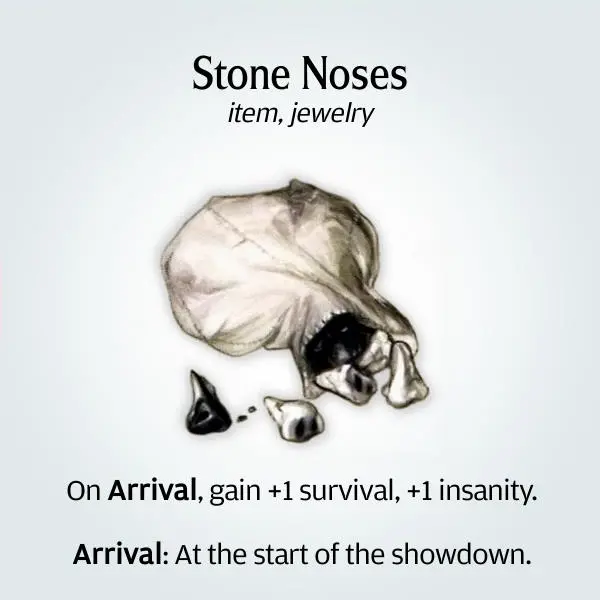 Stone Noses
item, jewelry
On Arrival, gain +1 survival, +1 insanity.
Arrival: At the start of the showdown.